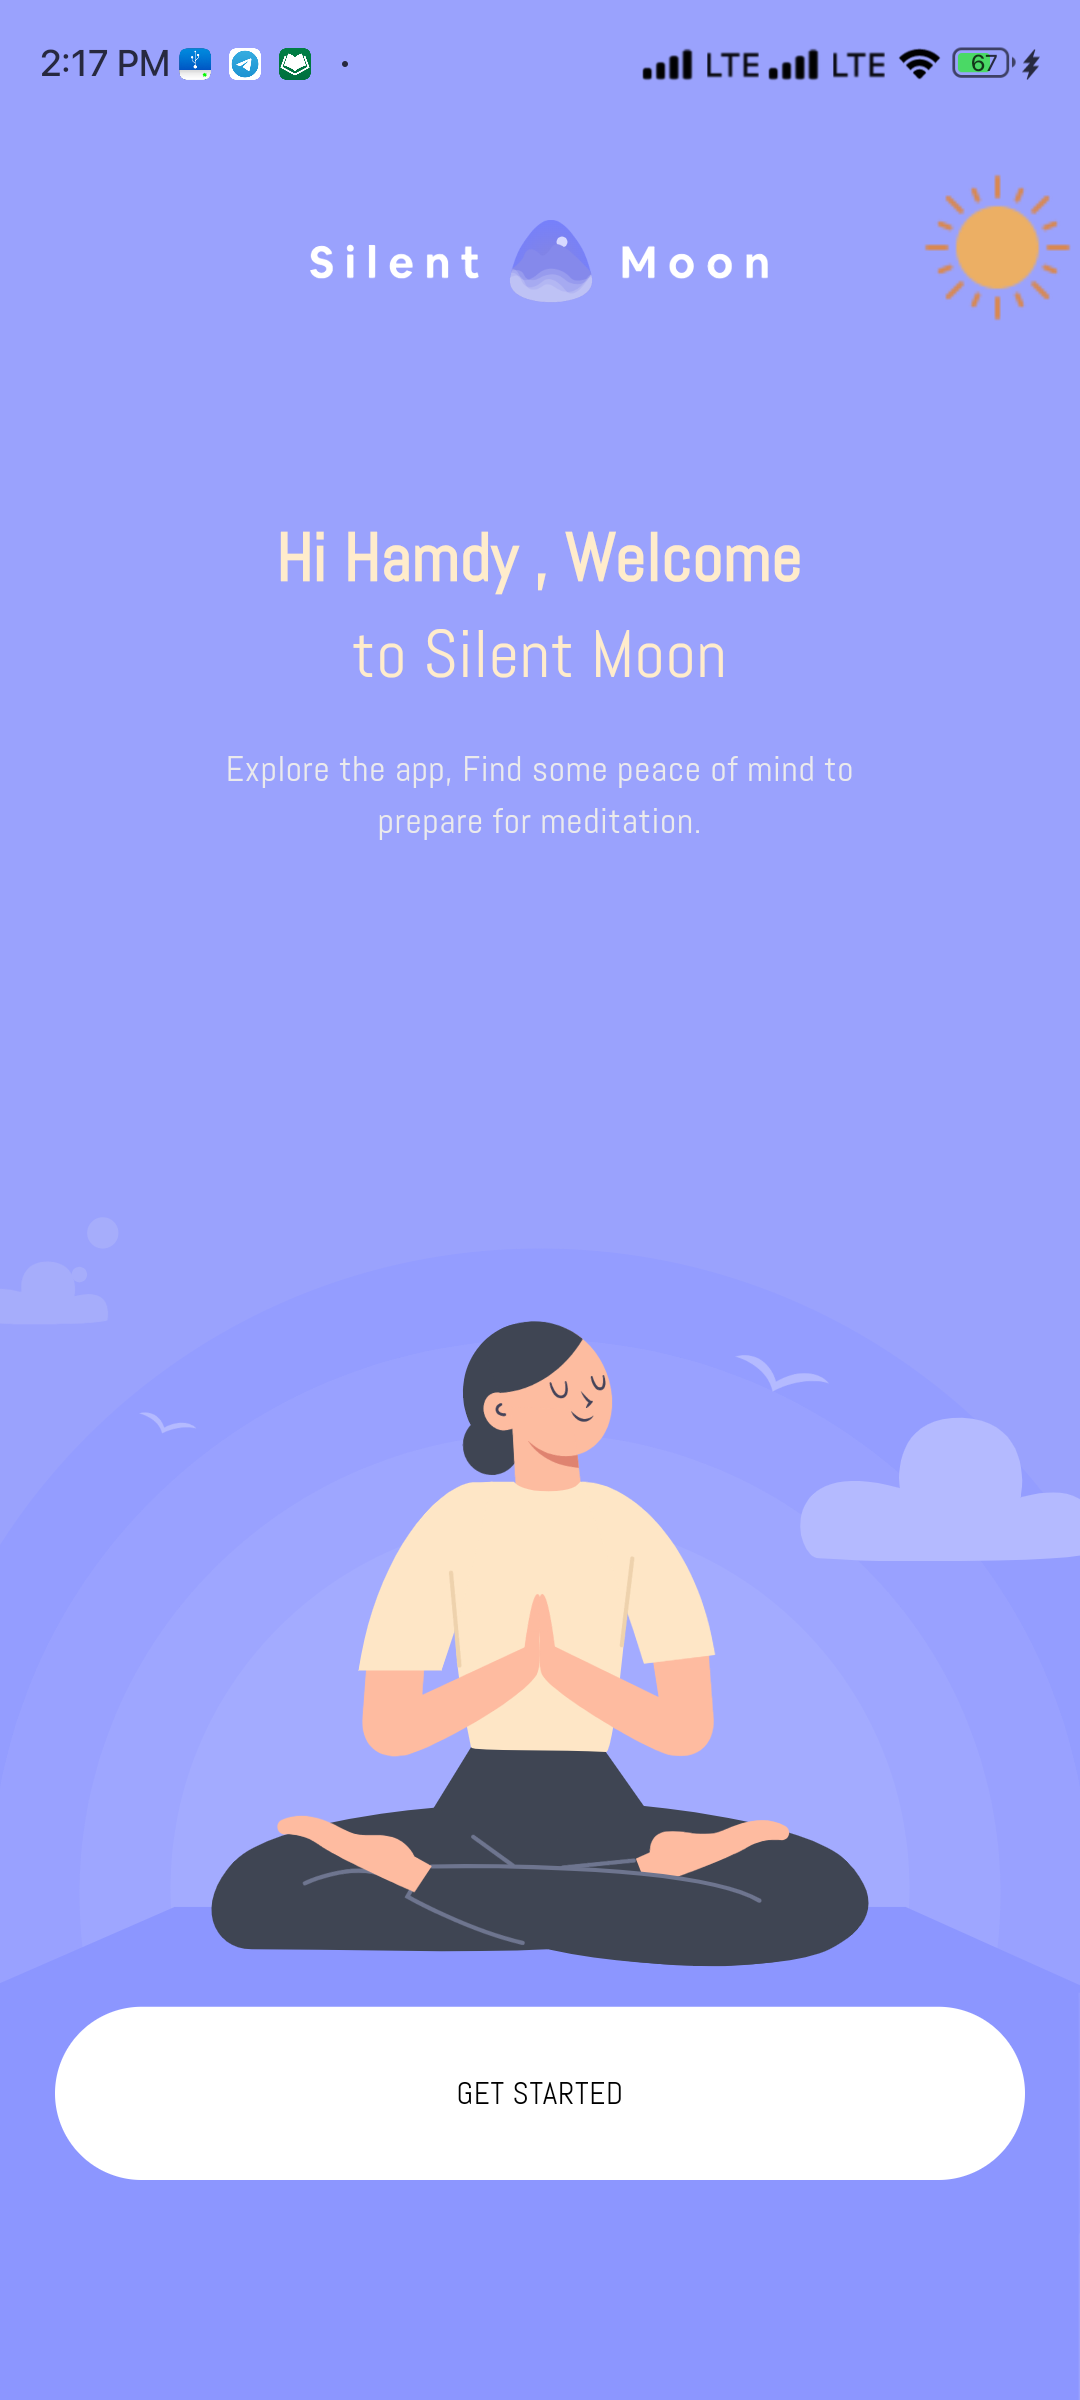 2:17 PM LTE LTE 67
Silent Moon
Hi Hamdy , Welcome
to Silent Moon
Explore the app, Find some peace of mind to
prepare for meditation.
GET STARTED